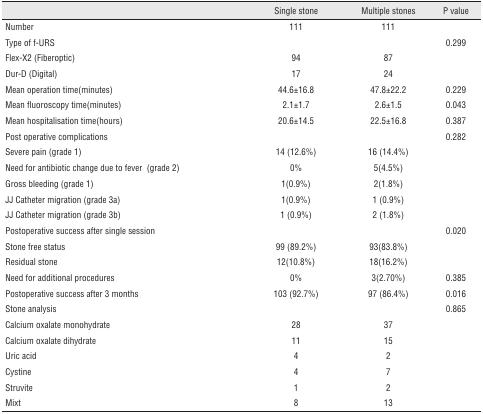 Single stone Multiple stones P value
Number 111 111
Type of f-URS 0.299
Flex-X2 (Fiberoptic) 94 87
Dur-D (Digital) 17 24
Mean operation time(minutes) 44.6±16.8 47.8±22.2 0.229
Mean fluoroscopy time(minutes) 2.1±1.7 2.6±1.5 0.043
Mean hospitalisation time(hours) 20.6±14.5 22.5±16.8 0.387
Post operative complications 0.282
Severe pain (grade 1) 14 (12.6%) 16 (14.4%)
Need for antibiotic change due to fever (grade 2) 0% 5(4.5%)
Gross bleeding (grade 1) 1(0.9%) 2(1.8%)
JJ Catheter migration (grade 3a) 1(0.9%) 1 (0.9%)
JJ Catheter migration (grade 3b) 1 (0.9%) 2 (1.8%)
Postoperative success after single session 0.020
Stone free status 99 (89.2%) 93(83.8%)
Residual stone 12(10.8%) 18(16.2%)
Need for additional procedures 0% 3(2.70%) 0.385
Postoperative success after 3 months 103 (92.7%) 97 (86.4%) 0.016
Stone analysis 0.865
Calcium oxalate monohydrate 28 37
Calcium oxalate dihydrate 11 15
Uric acid 4 2
Cystine 4 7
Struvite 1 2
Mixt 8 13